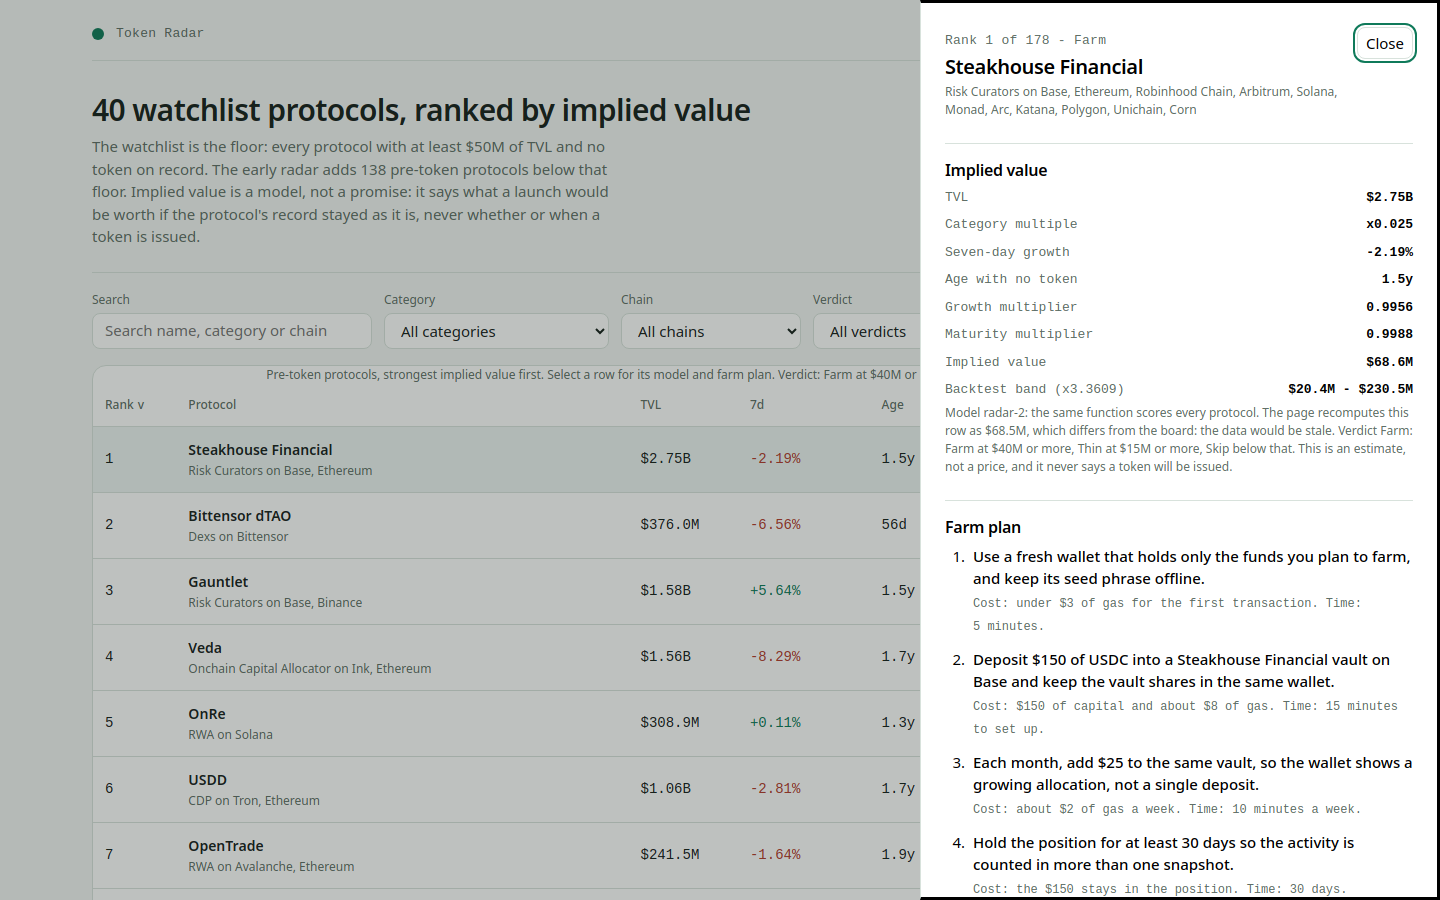 Token Radar
40 watchlist protocols, ranked by implied value
The watchlist is the floor: every protocol with at least $50M of TVL and no
token on record. The early radar adds 138 pre-token protocols below that
floor. Implied value is a model, not a promise: it says what a launch would
be worth if the protocol's record stayed as it is, never whether or when a
token is issued.
Search Category Chain Verdict
Search name, category or chain All categories All chains All verdicts
Pre-token protocols, strongest implied value first. Select a row for its model and farm plan. Verdict: Farm at $40M or
Rank v Protocol TVL 7d Age
1 Steakhouse Financial $2.75B -2.19% 1.5y
Risk Curators on Base, Ethereum
2 Bittensor dTAO $376.0M -6.56% 56d
Dexs on Bittensor
3 Gauntlet $1.58B +5.64% 1.5y
Risk Curators on Base, Binance
4 Veda $1.56B -8.29% 1.7y
Onchain Capital Allocator on Ink, Ethereum
5 OnRe $308.9M +0.11% 1.3y
RWA on Solana
6 USDD $1.06B -2.81% 1.7y
CDP on Tron, Ethereum
7 OpenTrade $241.5M -1.64% 1.9y
RWA on Avalanche, Ethereum
Rank 1 of 178 - Farm
Close
Steakhouse Financial
Risk Curators on Base, Ethereum, Robinhood Chain, Arbitrum, Solana,
Monad, Arc, Katana, Polygon, Unichain, Corn
Implied value
TVL $2.75B
Category multiple x0.025
Seven-day growth -2.19%
Age with no token 1.5y
Growth multiplier 0.9956
Maturity multiplier 0.9988
Implied value $68.6M
Backtest band (x3.3609) $20.4M - $230.5M
Model radar-2: the same function scores every protocol. The page recomputes this
row as $68.5M, which differs from the board: the data would be stale. Verdict Farm:
Farm at $40M or more, Thin at $15M or more, Skip below that. This is an estimate,
not a price, and it never says a token will be issued.
Farm plan
1. Use a fresh wallet that holds only the funds you plan to farm,
and keep its seed phrase offline.
Cost: under $3 of gas for the first transaction. Time:
5 minutes.
2. Deposit $150 of USDC into a Steakhouse Financial vault on
Base and keep the vault shares in the same wallet.
Cost: $150 of capital and about $8 of gas. Time: 15 minutes
to set up.
3. Each month, add $25 to the same vault, so the wallet shows a
growing allocation, not a single deposit.
Cost: about $2 of gas a week. Time: 10 minutes a week.
4. Hold the position for at least 30 days so the activity is
counted in more than one snapshot.
Cost: the $150 stays in the position. Time: 30 days.